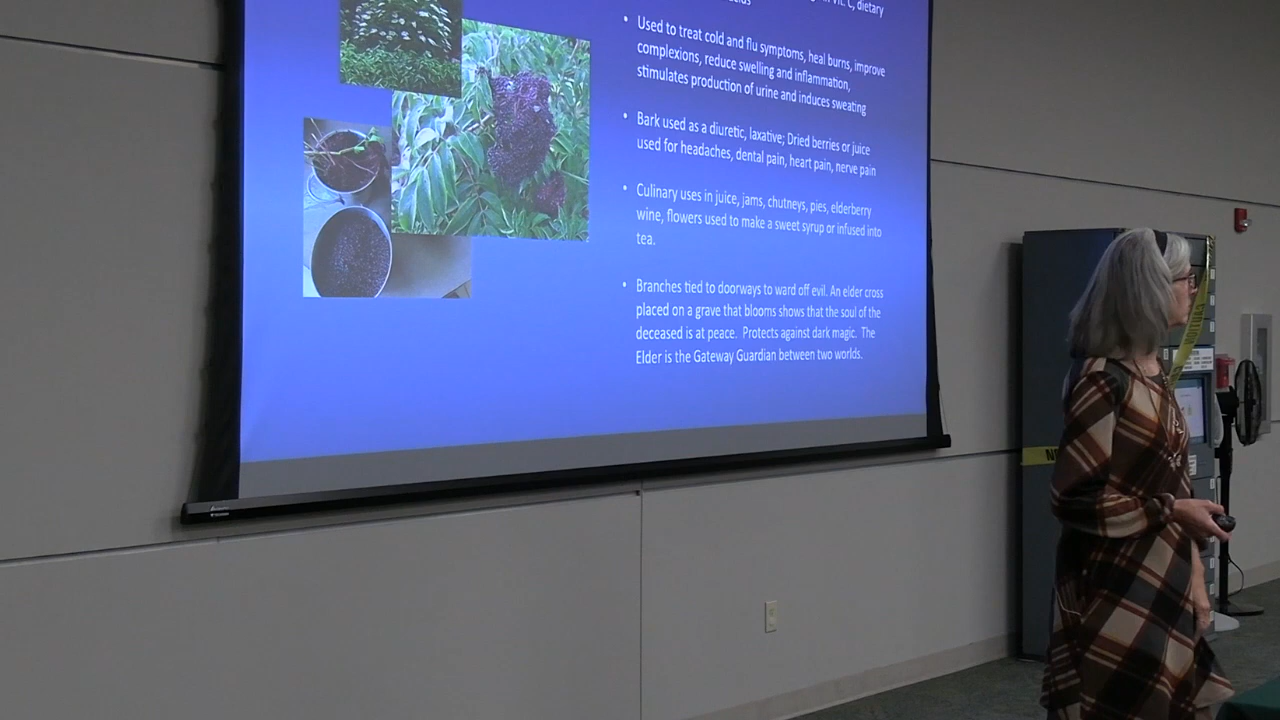 Vit. C, dietary
Used to treat cold and flu symptoms, heal burns, improve
complexions, reduce swelling and inflammation,
stimulates production of urine and induces sweating
Bark used as a diuretic, laxative; Dried berries or juice
used for headaches, dental pain, heart pain, nerve pain
Culinary uses in juice, jams, chutneys, pies, elderberry
wine, flowers used to make a sweet syrup or infused into
tea.
Branches tied to doorways to ward off evil. An elder cross
placed on a grave that blooms shows that the soul of the
deceased is at peace. Protects against dark magic. The
Elder is the Gateway Guardian between two worlds.
CAUTION